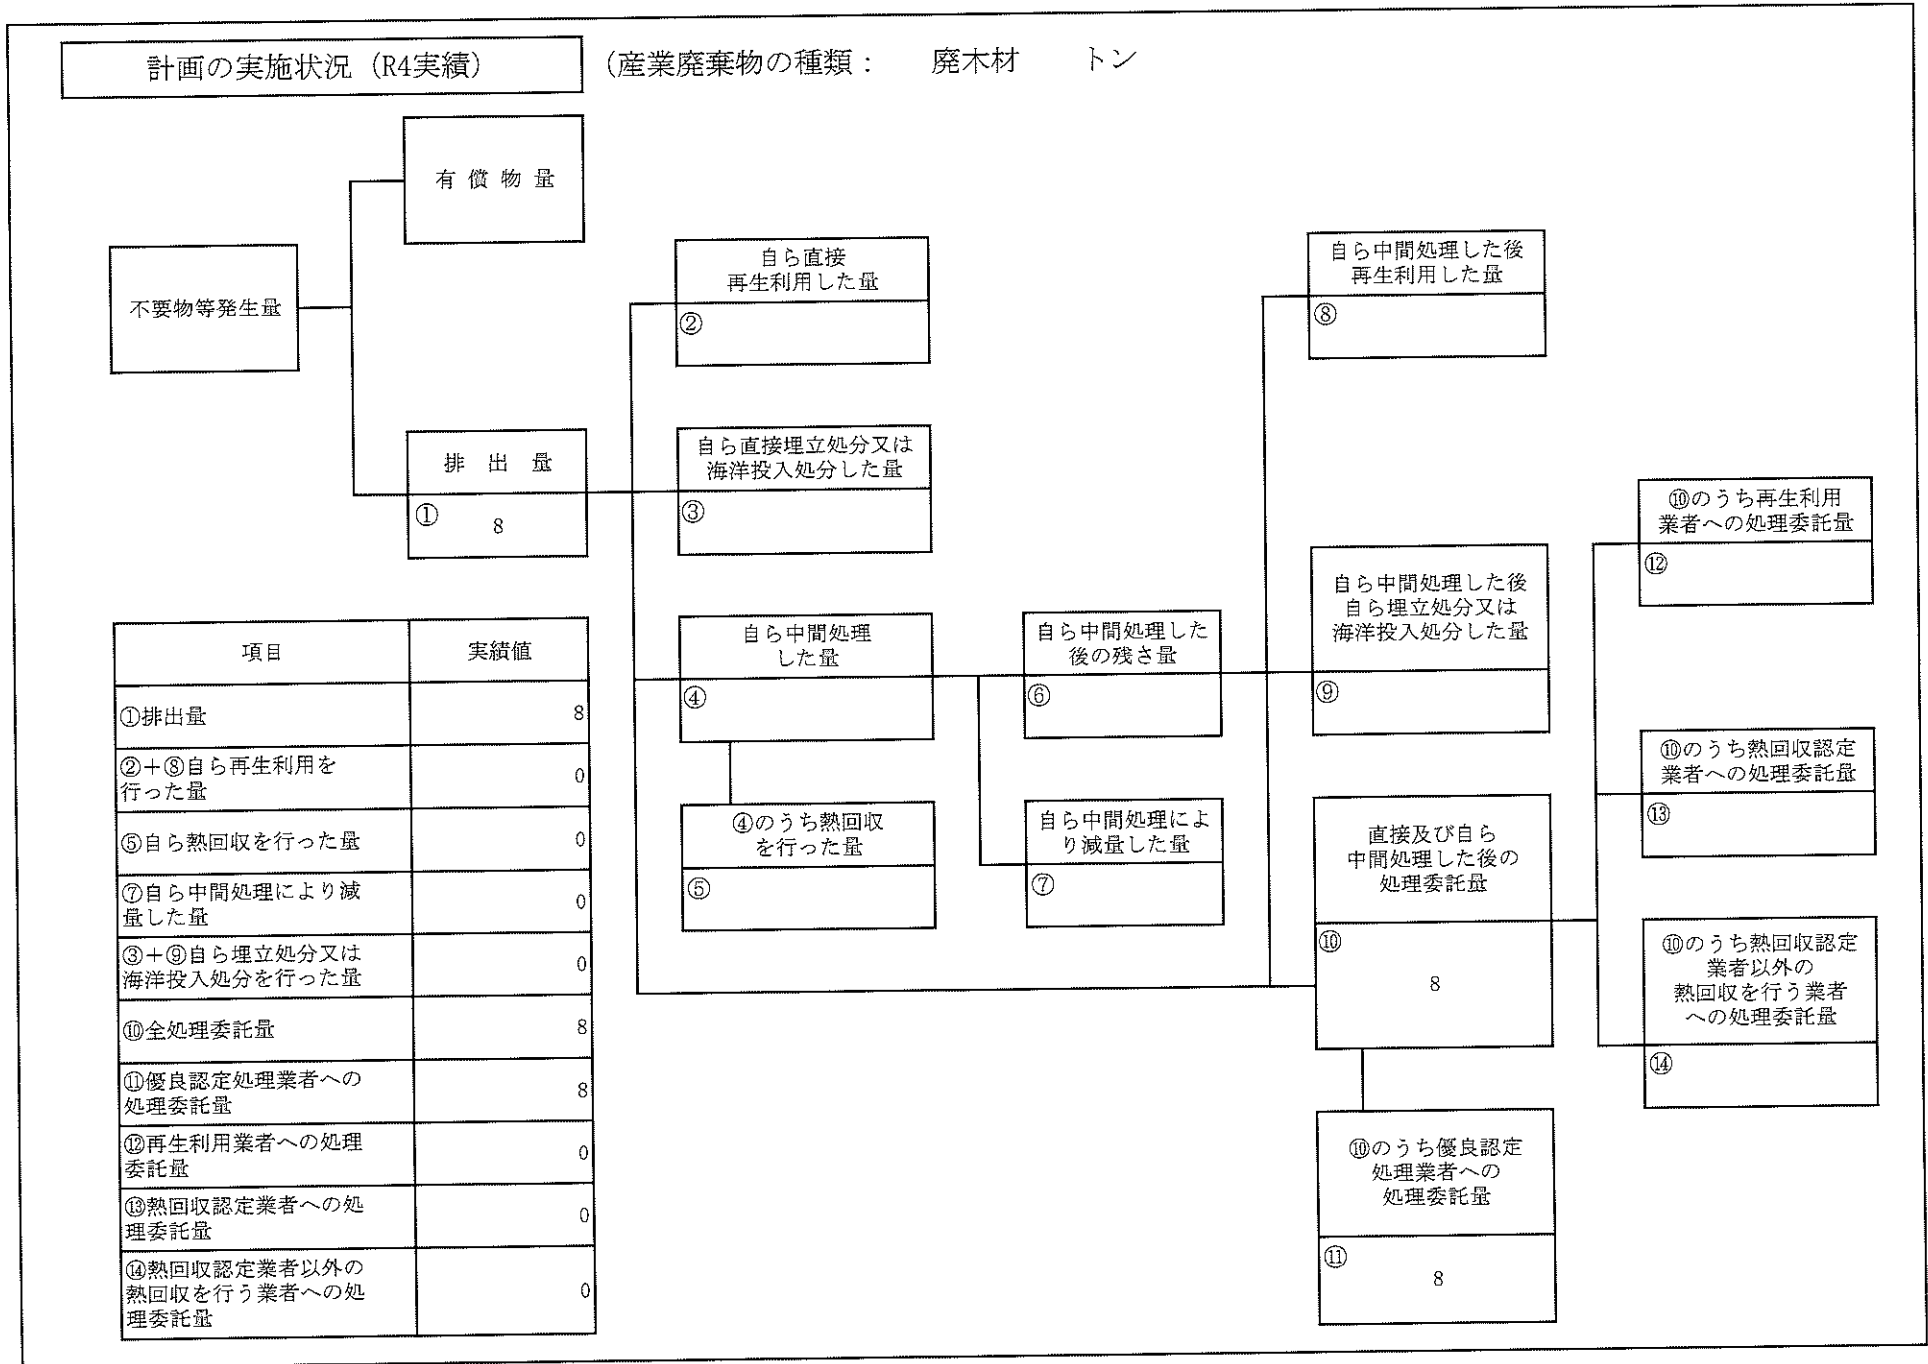 計画の実施状況（R4実績）
（産業廃棄物の種類： 廃木材 トン
有償物量
不要物等発生量
排出量
① 8
自ら直接
再生利用した量
②
自ら直接埋立処分又は
海洋投入処分した量
③
自ら中間処理
した量
④
④のうち熱回収
を行った量
⑤
自ら中間処理した
後の残さ量
⑥
自ら中間処理によ
り減量した量
⑦
自ら中間処理した後
再生利用した量
⑧
自ら中間処理した後
自ら埋立処分又は
海洋投入処分した量
⑨
直接及び自ら
中間処理した後の
処理委託量
⑩
8
⑩のうち優良認定
処理業者への
処理委託量
⑪
8
⑩のうち再生利用
業者への処理委託量
⑫
⑩のうち熱回収認定
業者への処理委託量
⑬
⑩のうち熱回収認定
業者以外の
熱回収を行う業者
への処理委託量
⑭
項目 実績値
①排出量 8
②＋⑧自ら再生利用を
行った量 0
⑤自ら熱回収を行った量 0
⑦自ら中間処理により減
量した量 0
③＋⑨自ら埋立処分又は
海洋投入処分を行った量 0
⑩全処理委託量 8
⑪優良認定処理業者への
処理委託量 8
⑫再生利用業者への処理
委託量 0
⑬熱回収認定業者への処
理委託量 0
⑭熱回収認定業者以外の
熱回収を行う業者への処
理委託量 0